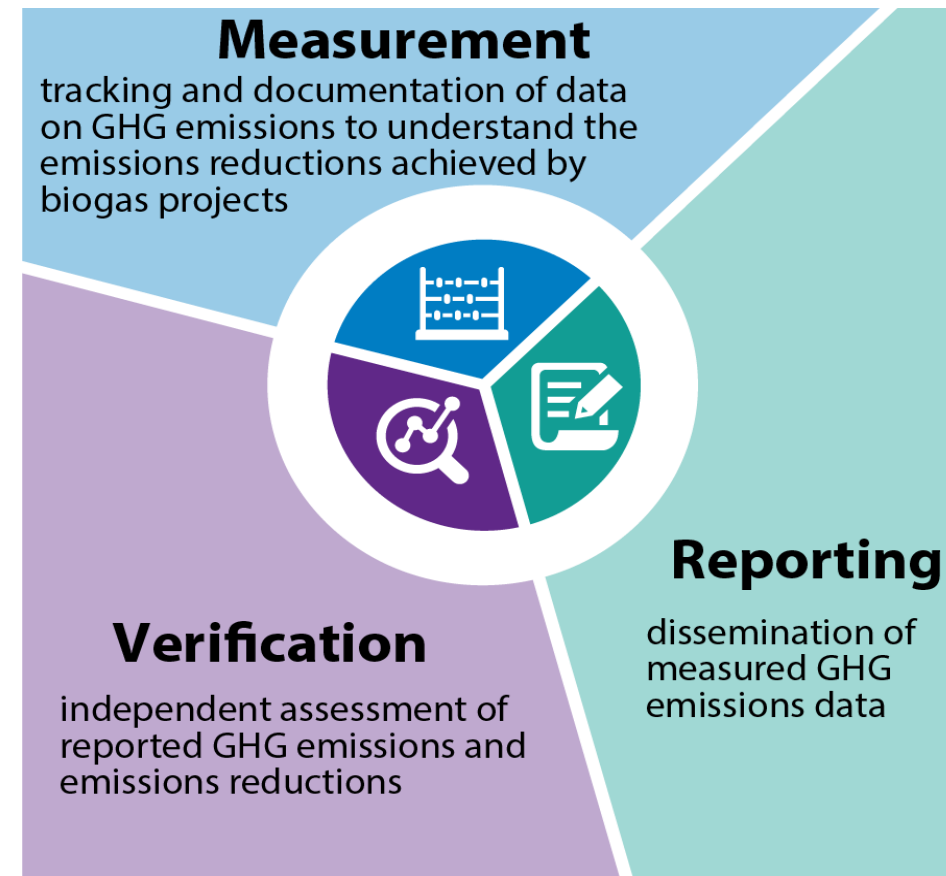 Measurement
tracking and documentation of data
on GHG emissions to understand the
emissions reductions achieved by
biogas projects
Reporting
dissemination of
measured GHG
emissions data
Verification
independent assessment of
reported GHG emissions and
emissions reductions